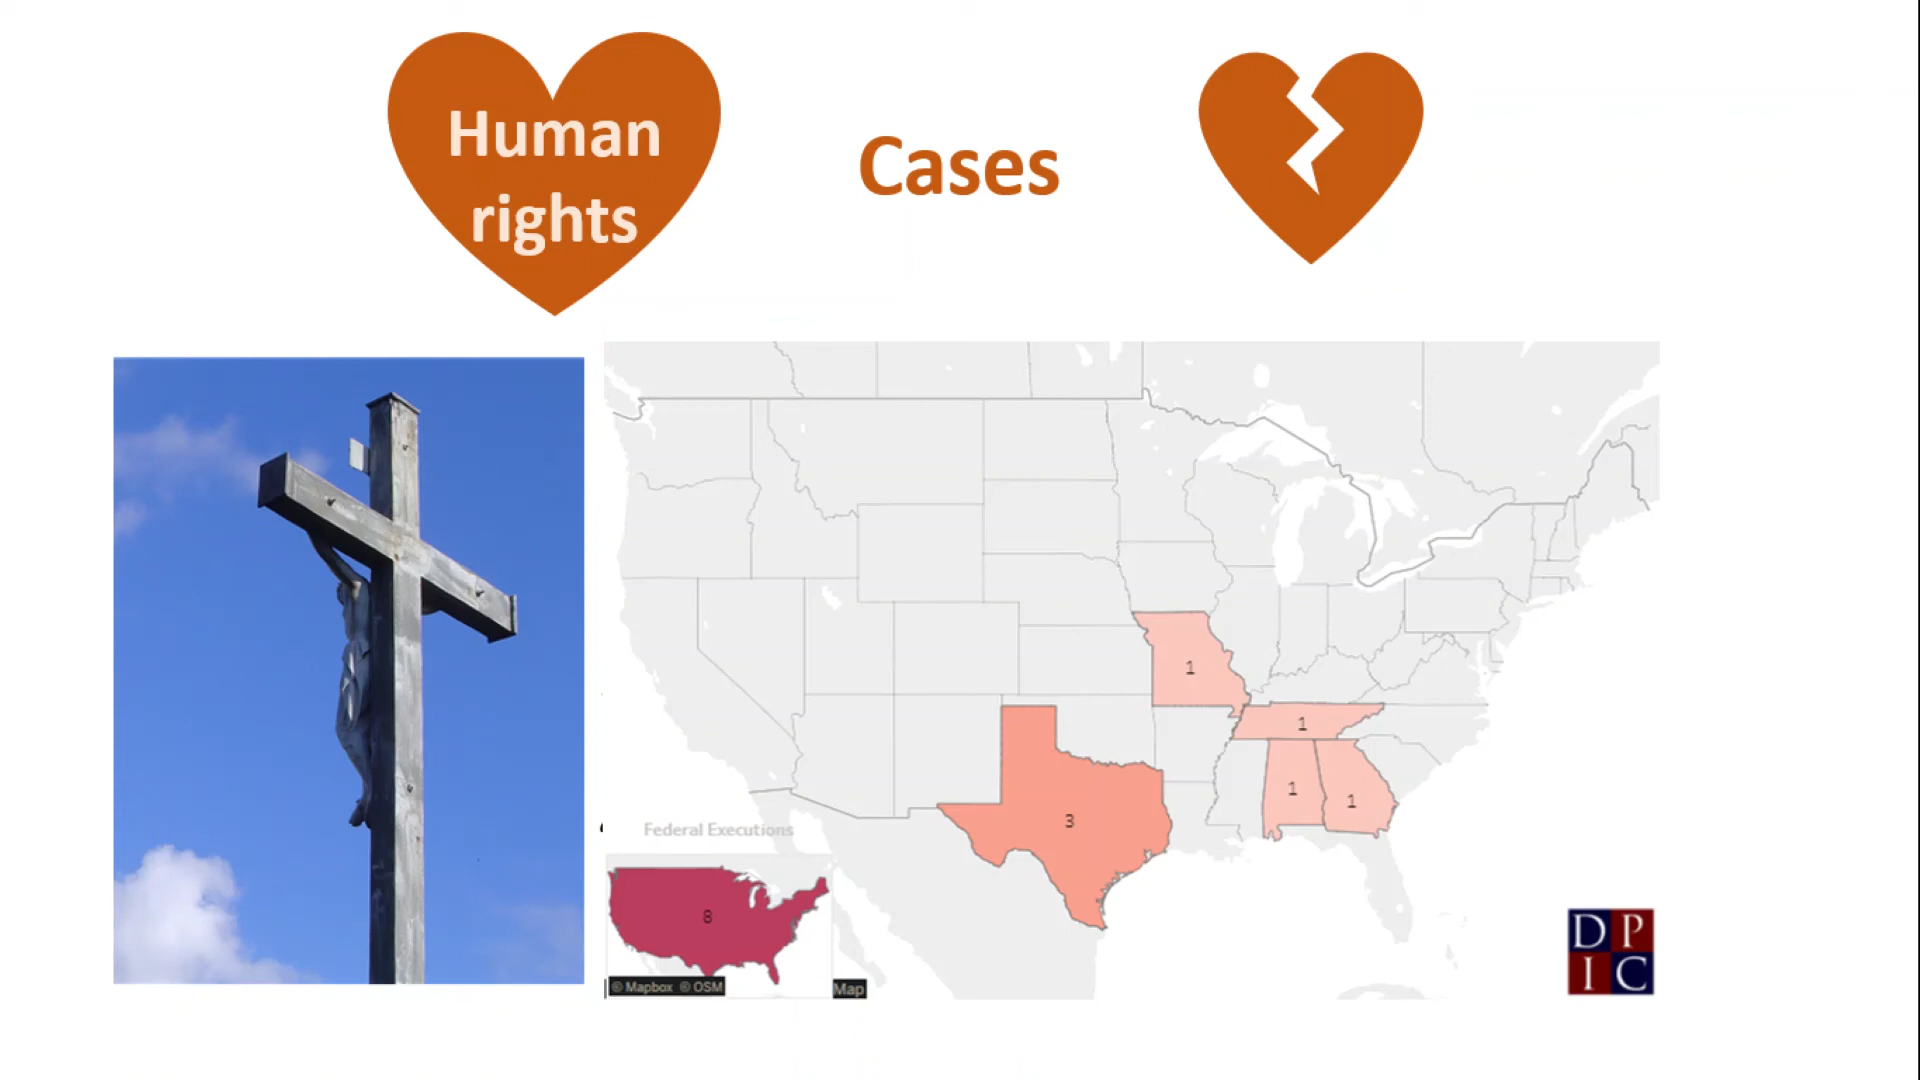 Human
rights
Cases
1
1
1
1
3
Federal Executions
8
© Mapbox © OSM
Map
D P
I C